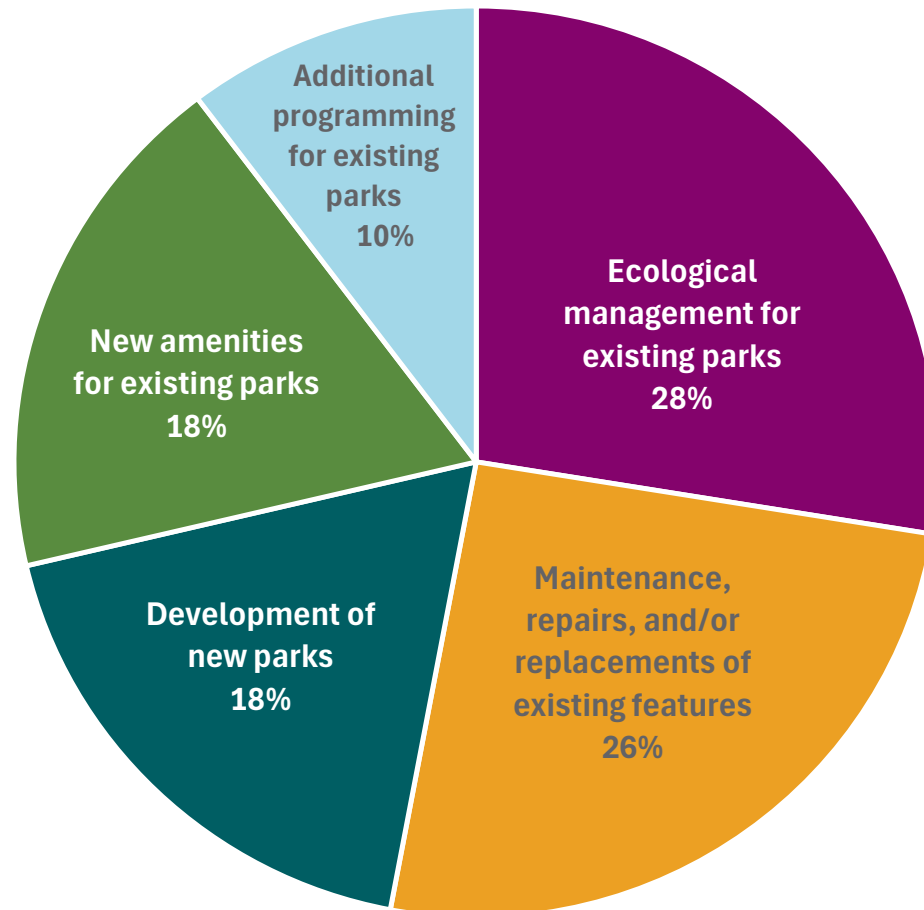 Additional
programming
for existing
parks
10%
Ecological
management for
existing parks
28%
New amenities
for existing parks
18%
Maintenance,
repairs, and/or
replacements of
existing features
26%
Development of
new parks
18%